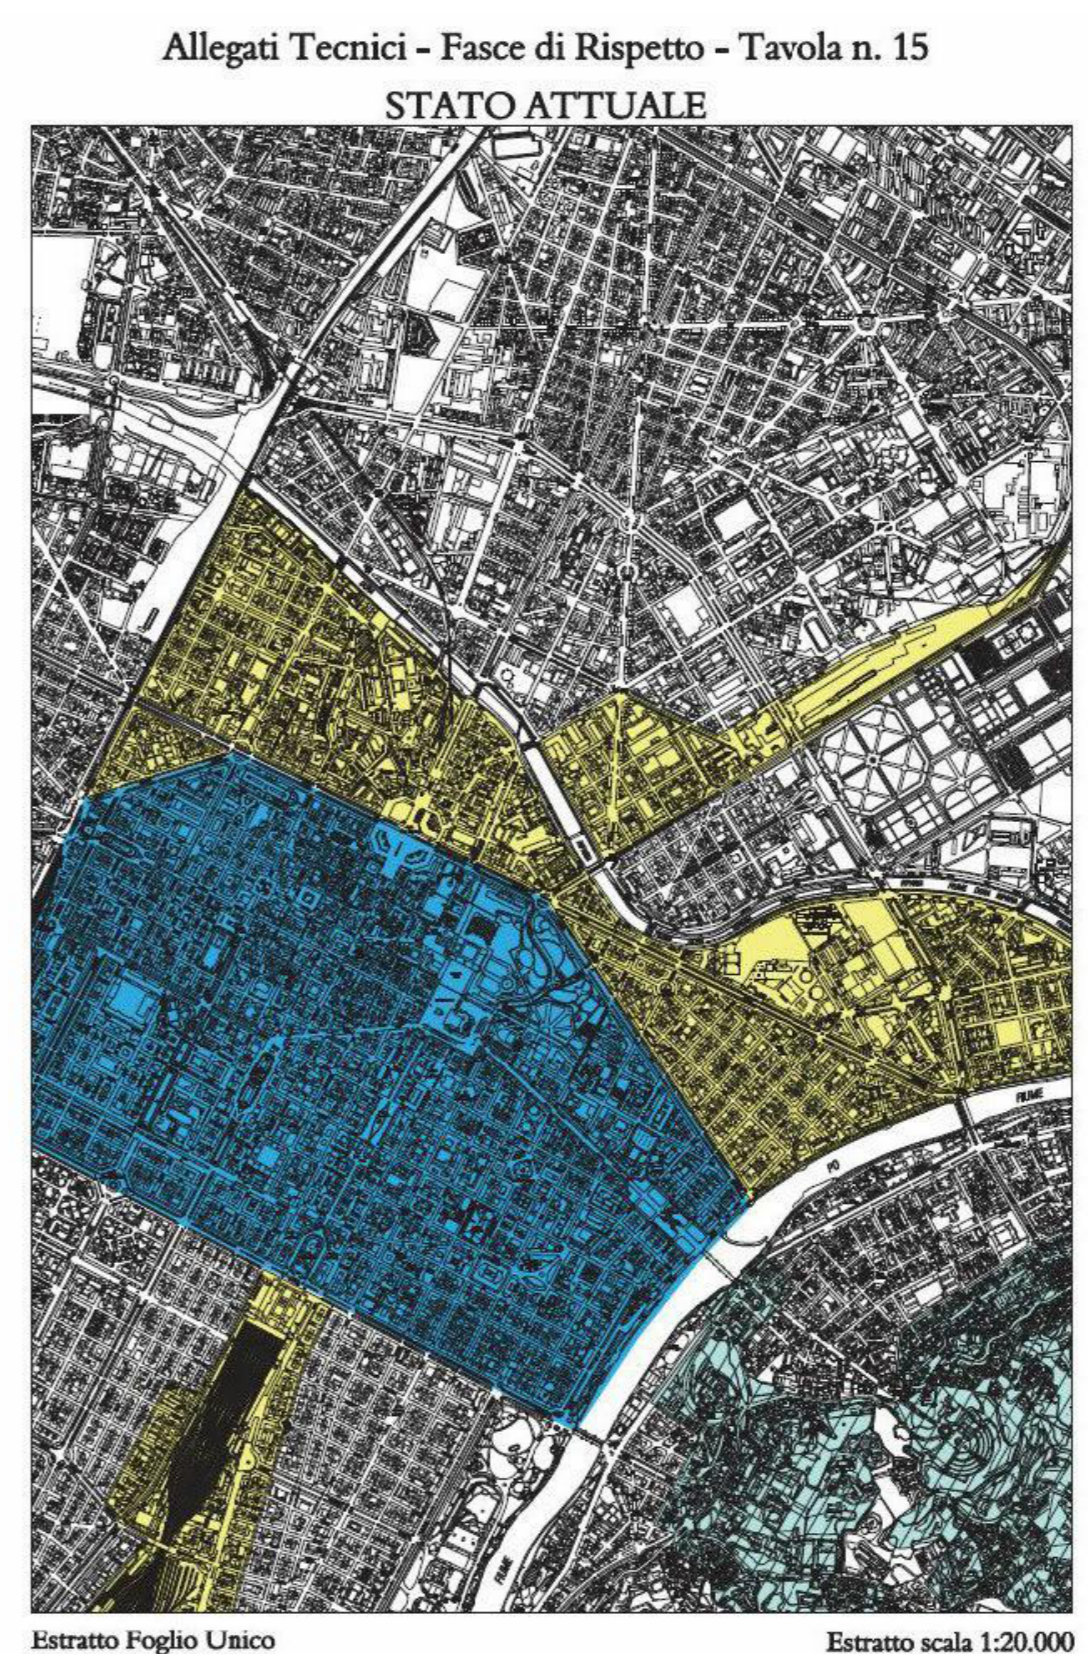 Allegati Tecnici - Fasce di Rispetto - Tavola n. 15
STATO ATTUALE
FIUME
PO
FIUME
Estratto Foglio Unico
Estratto scala 1:20.000